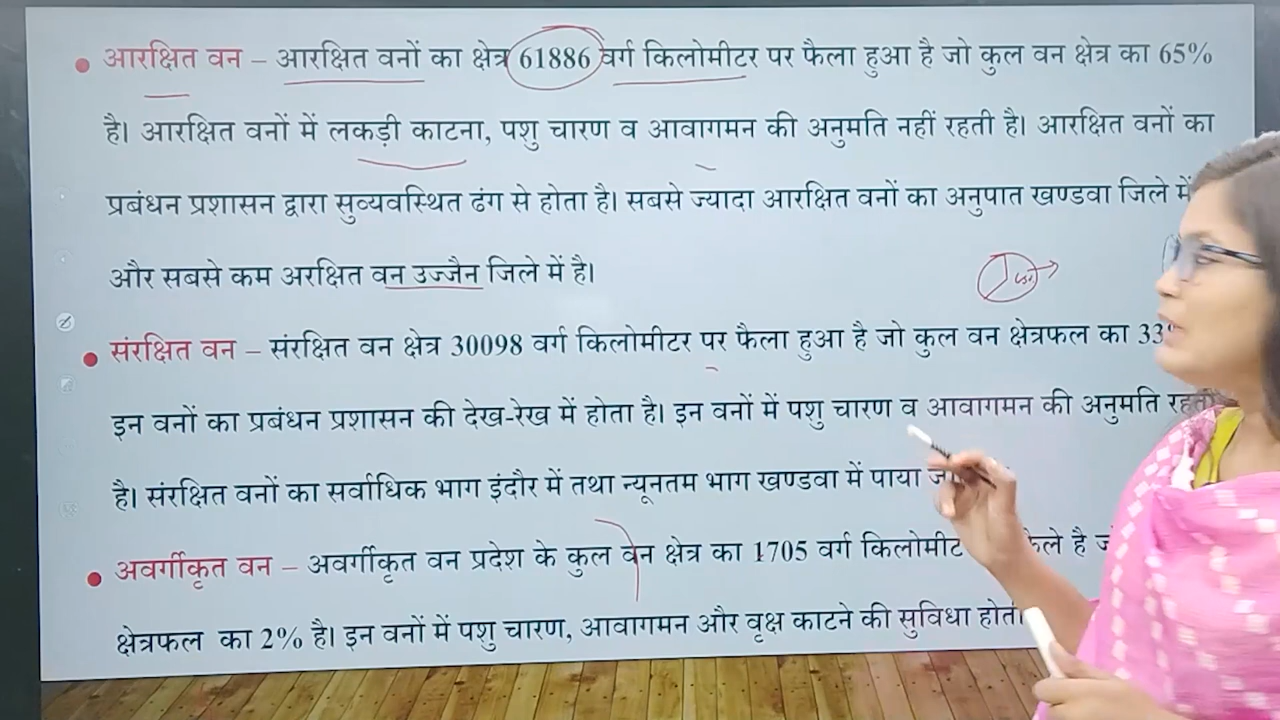 आरक्षित वन – आरक्षित वनों का क्षेत्र 61886 वर्ग किलोमीटर पर फैला हुआ है जो कुल वन क्षेत्र का 65%
है। आरक्षित वनों में लकड़ी काटना, पशु चारण व आवागमन की अनुमति नहीं रहती है। आरक्षित वनों का
प्रबंधन प्रशासन द्वारा सुव्यवस्थित ढंग से होता है। सबसे ज्यादा आरक्षित वनों का अनुपात खण्डवा जिले में
और सबसे कम अरक्षित वन उज्जैन जिले में है।
संरक्षित वन – संरक्षित वन क्षेत्र 30098 वर्ग किलोमीटर पर फैला हुआ है जो कुल वन क्षेत्रफल का 33
इन वनों का प्रबंधन प्रशासन की देख-रेख में होता है। इन वनों में पशु चारण व आवागमन की अनुमति रहती
है। संरक्षित वनों का सर्वाधिक भाग इंदौर में तथा न्यूनतम भाग खण्डवा में पाया
अवर्गीकृत वन – अवर्गीकृत वन प्रदेश के कुल वन क्षेत्र का 1705 वर्ग है
क्षेत्रफल का 2% है। इन वनों में पशु चारण, आवागमन और वृक्ष काटने की सुविधा होती